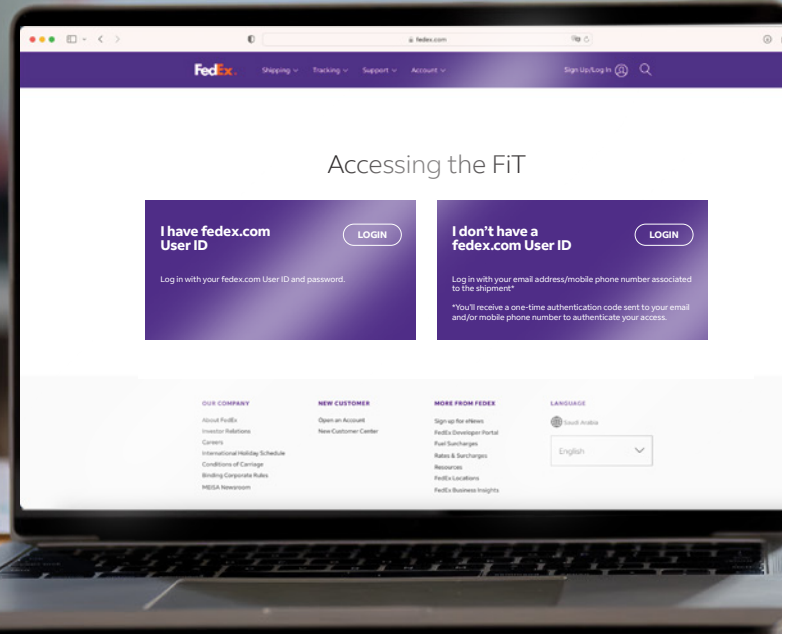 fedex.com
FedEx.
Shipping
Tracking
Support
Account
Sign Up/Log In
Accessing the FiT
I have fedex.com
User ID
LOGIN
Log in with your fedex.com User ID and password.
I don't have a
fedex.com User ID
LOGIN
Log in with your email address/mobile phone number associated
to the shipment*
*You'll receive a one-time authentication code sent to your email
and/or mobile phone number to authenticate your access.
OUR COMPANY
About FedEx
Investor Relations
Careers
International Holiday Schedule
Conditions of Carriage
Binding Corporate Rules
MEISA Newsroom
NEW CUSTOMER
Open an Account
New Customer Center
MORE FROM FEDEX
Sign up for eNews
FedEx Developer Portal
Fuel Surcharges
Rates & Surcharges
Resources
FedEx Locations
FedEx Business Insights
LANGUAGE
Saudi Arabia
English